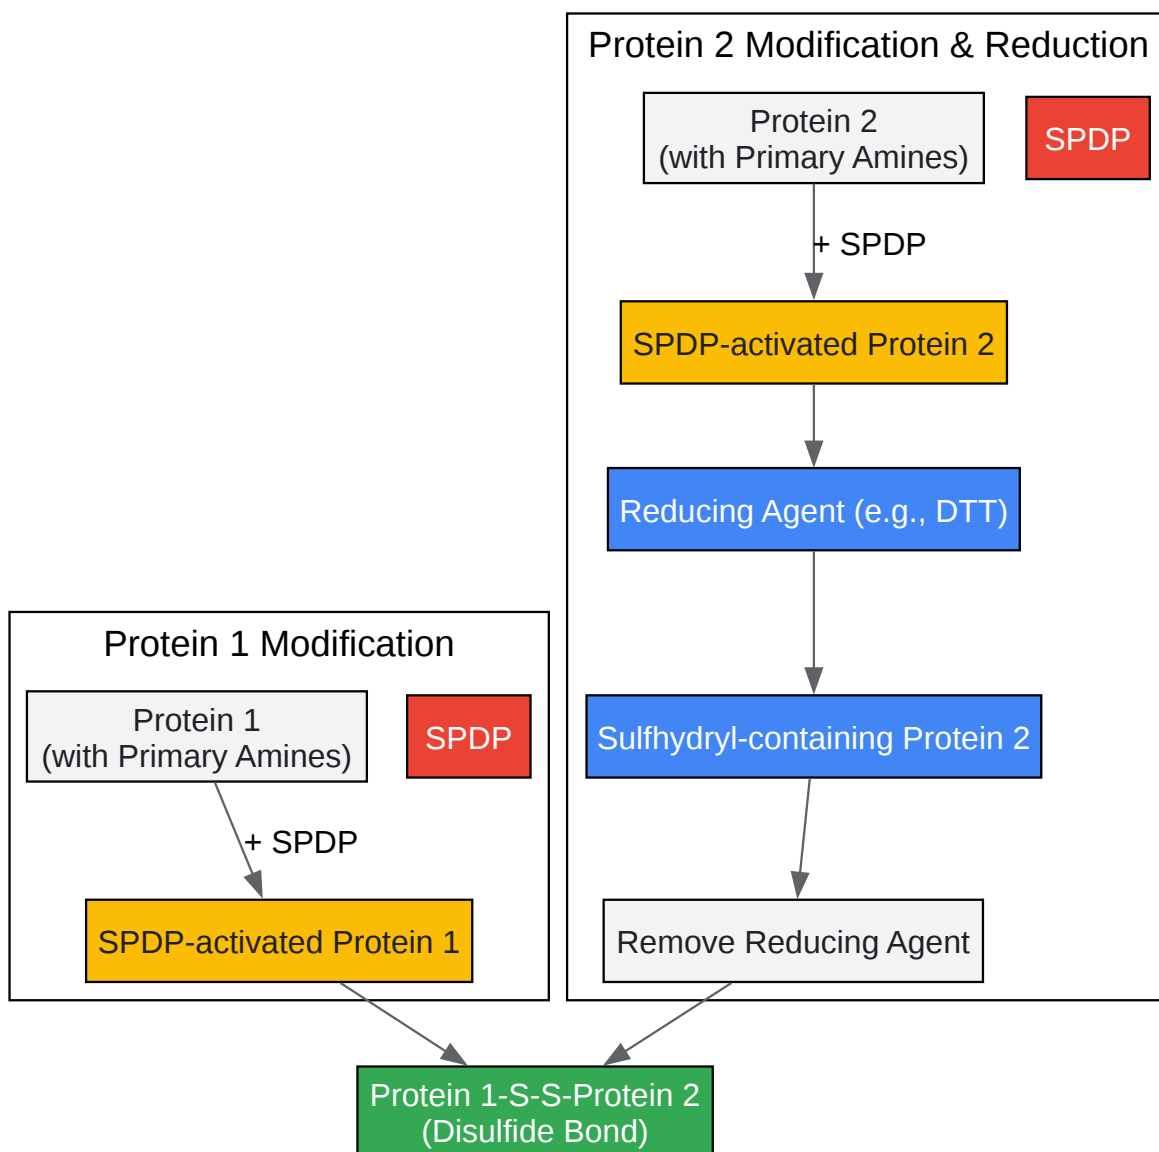 Protein 2 Modification & Reduction
Protein 2
(with Primary Amines)
SPDP
+ SPDP
SPDP-activated Protein 2
Reducing Agent (e.g., DTT)
Sulfhydryl-containing Protein 2
Remove Reducing Agent
Protein 1 Modification
Protein 1
(with Primary Amines)
SPDP
+ SPDP
SPDP-activated Protein 1
Protein 1-S-S-Protein 2
(Disulfide Bond)